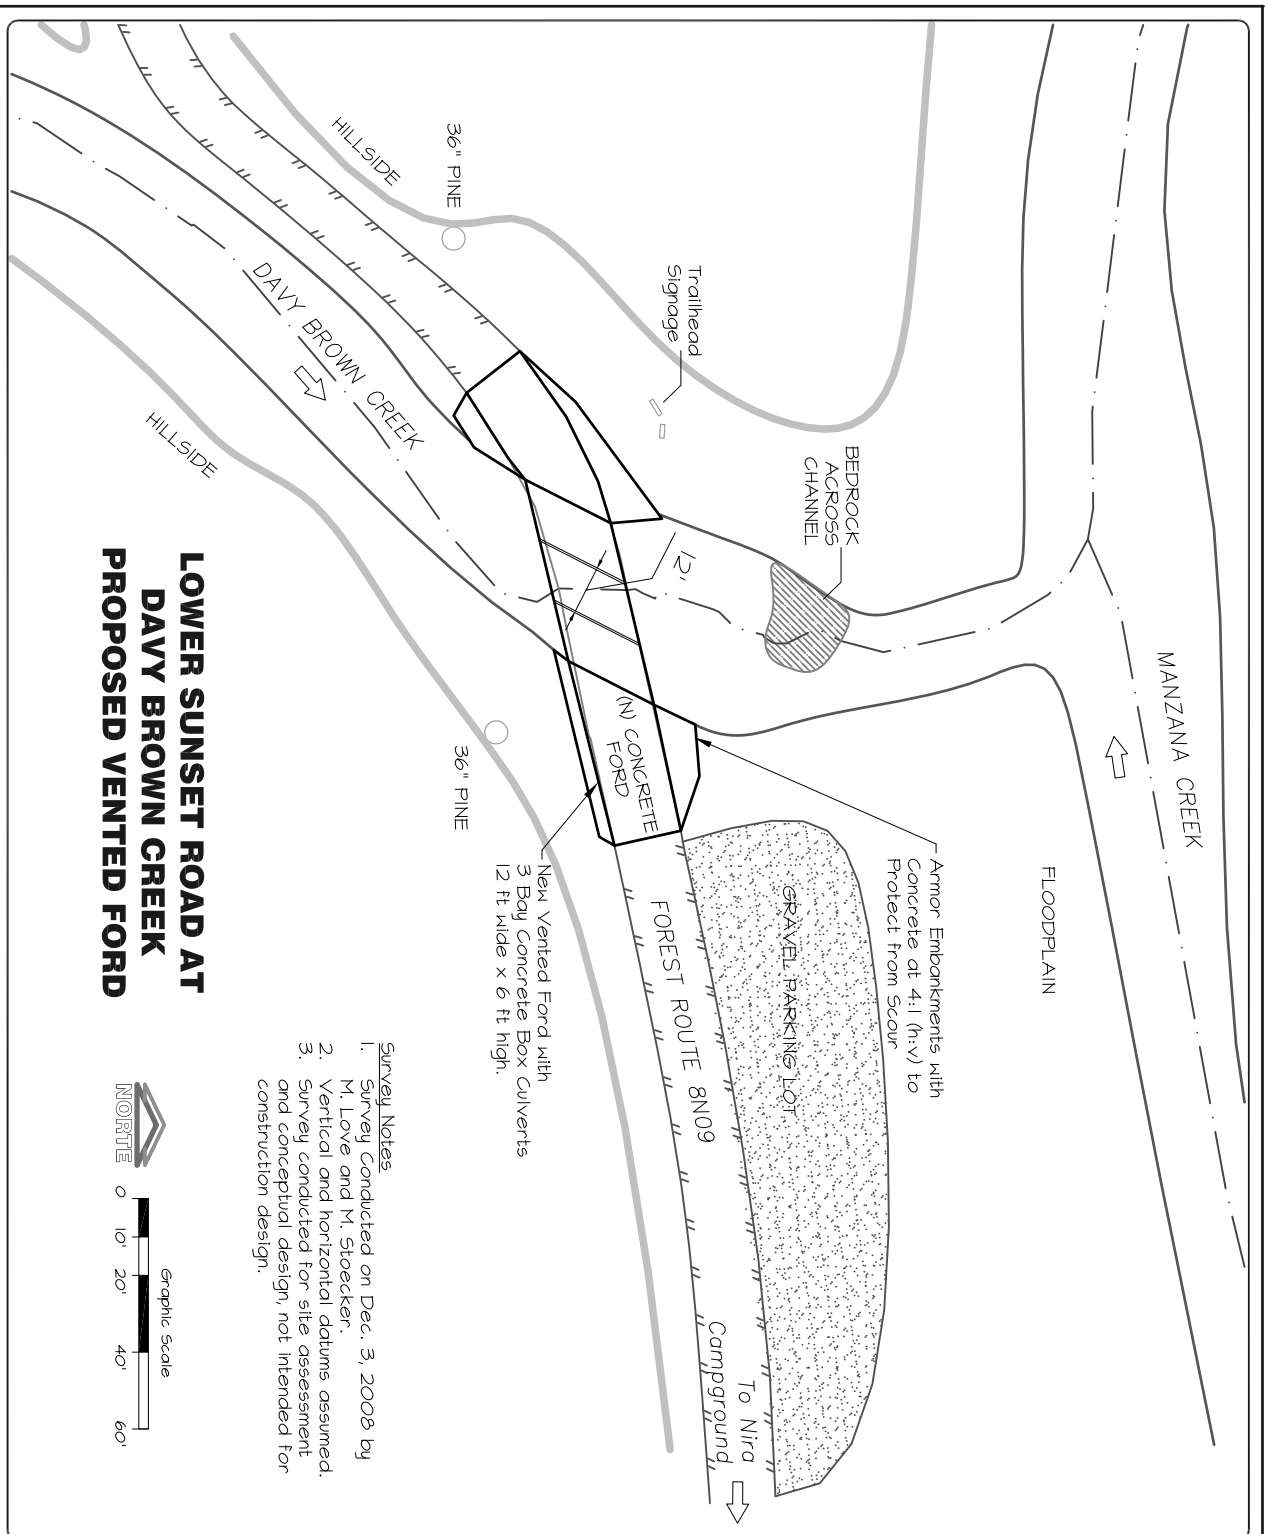 MANZANA CREEK
FLOODPLAIN
Armor Embankments with
Concrete at 4:1 (h:v) to
Protect from Scour
BEDROCK
ACROSS
CHANNEL
GRAVEL PARKING LOT
To Nira
Campground
Trailhead
Signage
12'
FOREST ROUTE 8N09
(N) CONCRETE
FORD
New Vented Ford with
3 Bay Concrete Box Culverts
12 ft wide x 6 ft high.
36" PINE
HILLSIDE
DAVY BROWN CREEK
36" PINE
HILLSIDE
Survey Notes
1. Survey Conducted on Dec. 3, 2008 by
M. Love and M. Stoecker.
2. Vertical and horizontal datums assumed.
3. Survey conducted for site assessment
and conceptual design, not intended for
construction design.
LOWER SUNSET ROAD AT
DAVY BROWN CREEK
PROPOSED VENTED FORD
NORTE
Graphic Scale
0 10' 20' 40' 60'